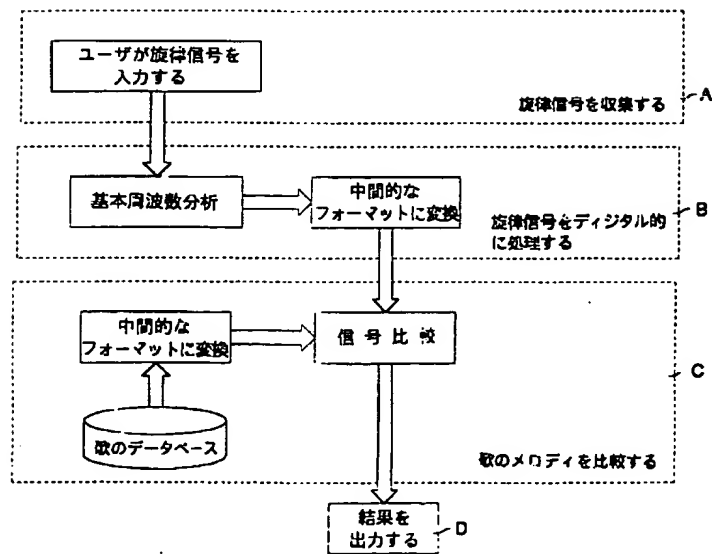 ユーザが旋律信号を
入力する
旋律信号を収集する
A
基本周波数分析
中間的な
フォーマットに変換
旋律信号をディジタル的
に処理する
B
中間的な
フォーマットに変換
信号比較
C
歌のデータベース
歌のメロディを比較する
結果を
出力する
D